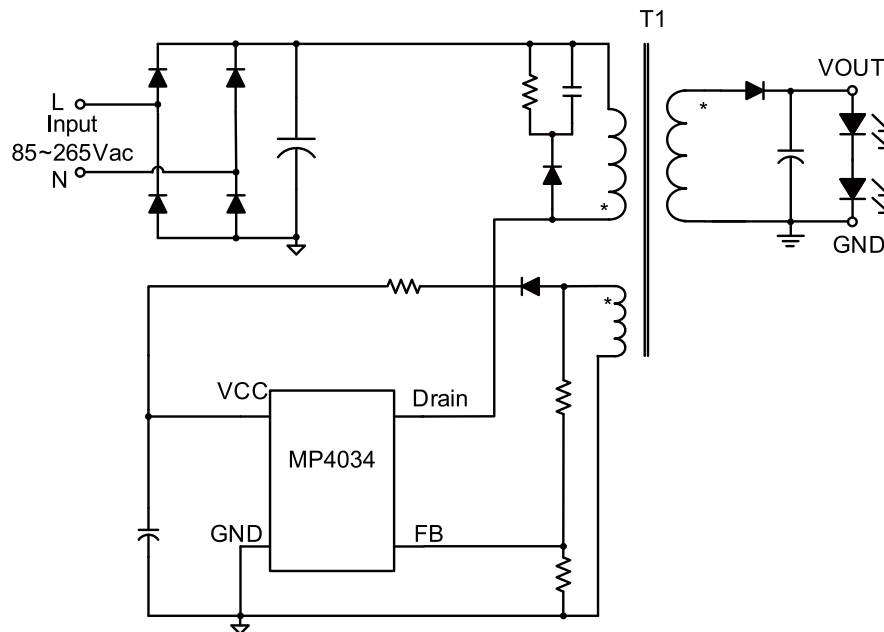 T1
VOUT
L
Input
85~265Vac
N
*
*
GND
*
VCC
Drain
MP4034
GND
FB